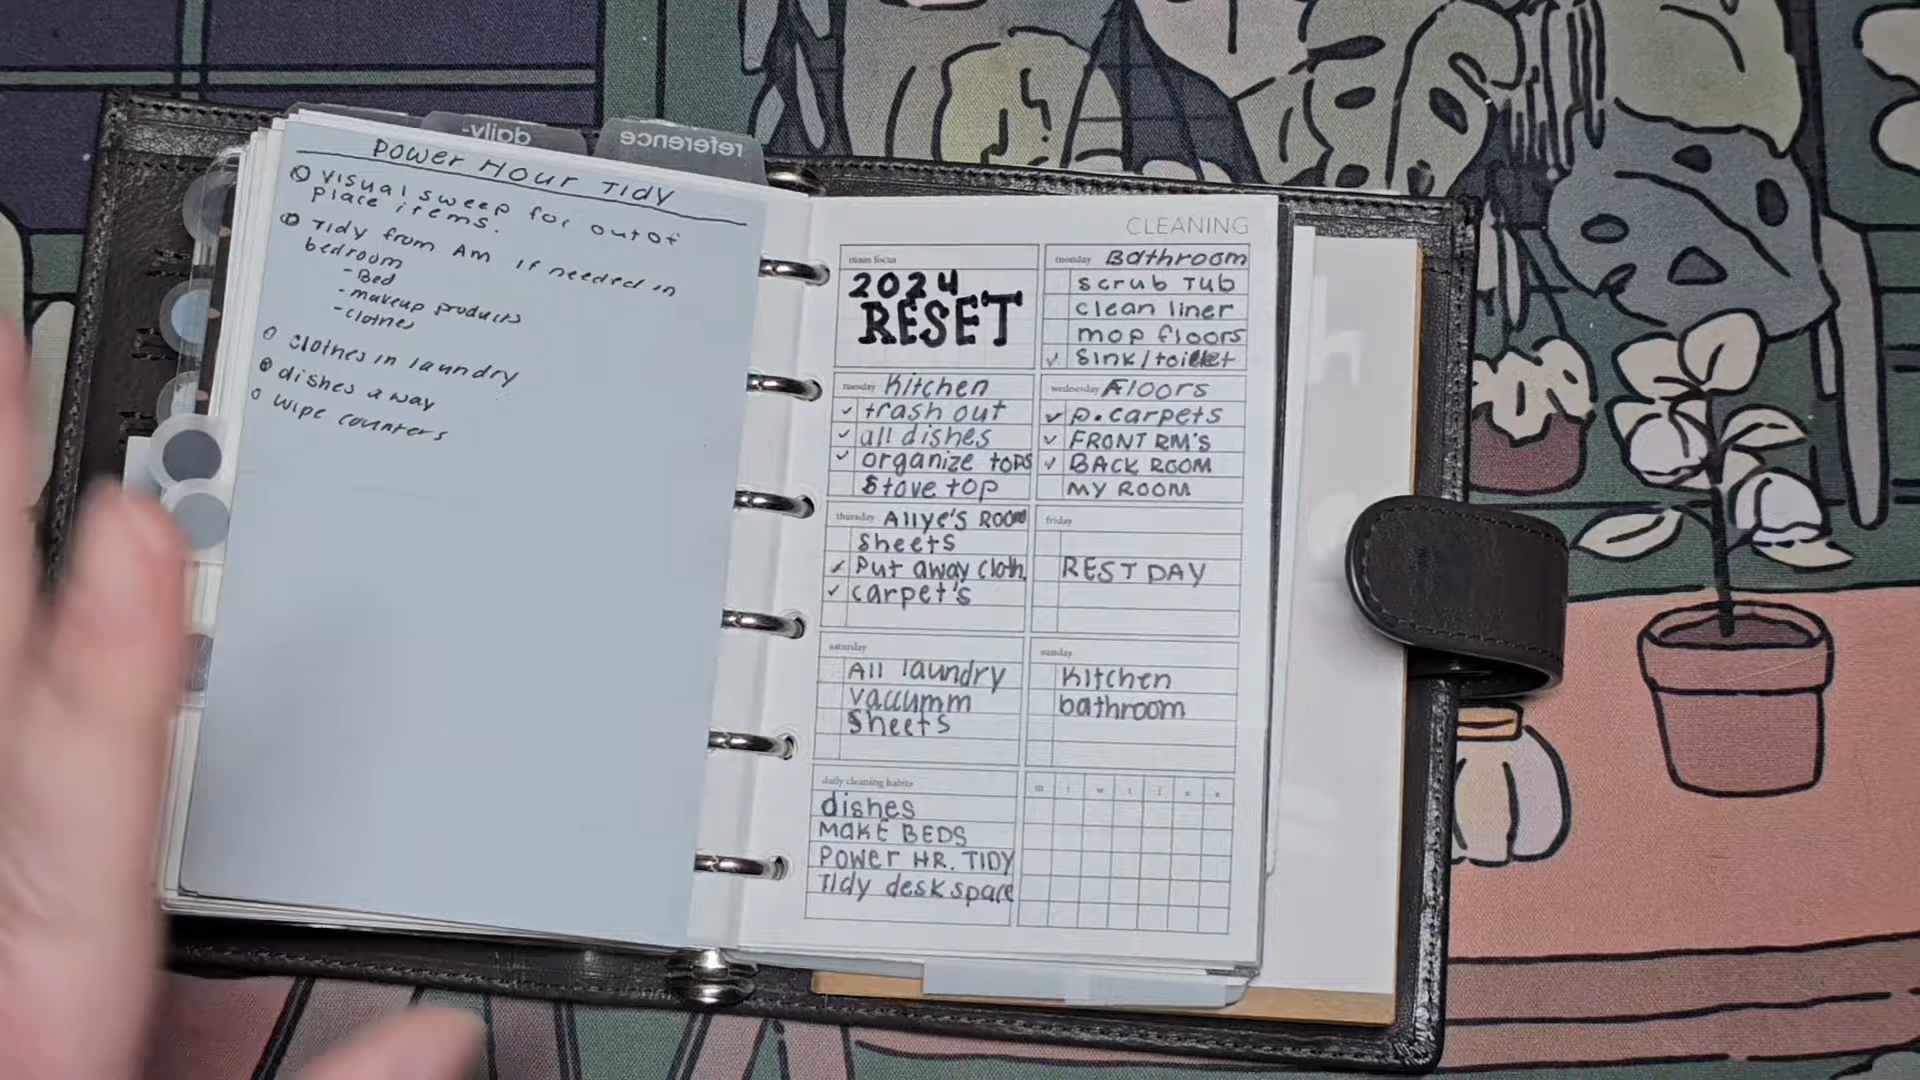 daily-
reference
Power Hour Tidy
Visual sweep for out of
place items.
Tidy from Am if needed in
bedroom
-Bed
-makeup products
-clothes
clothes in laundry
dishes away
wipe counters
CLEANING
main focus
2024
RESET
monday Bathroom
scrub Tub
clean liner
mop floors
✓ Sink/toilet
tuesday Kitchen
✓ trash out
✓ all dishes
✓ organize tops
Stove top
wednesday Floors
✓ p. carpets
✓ FRONT RM'S
✓ BACK ROOM
MY ROOM
thursday Allye's ROOM
Sheets
✓ Put away cloth.
✓ carpet's
friday
REST DAY
saturday
All laundry
vacumm
Sheets
sunday
Kitchen
bathroom
daily cleaning habits
dishes
MAKE BEDS
Power HR. TIDY
Tidy desk space
m t w t f s s